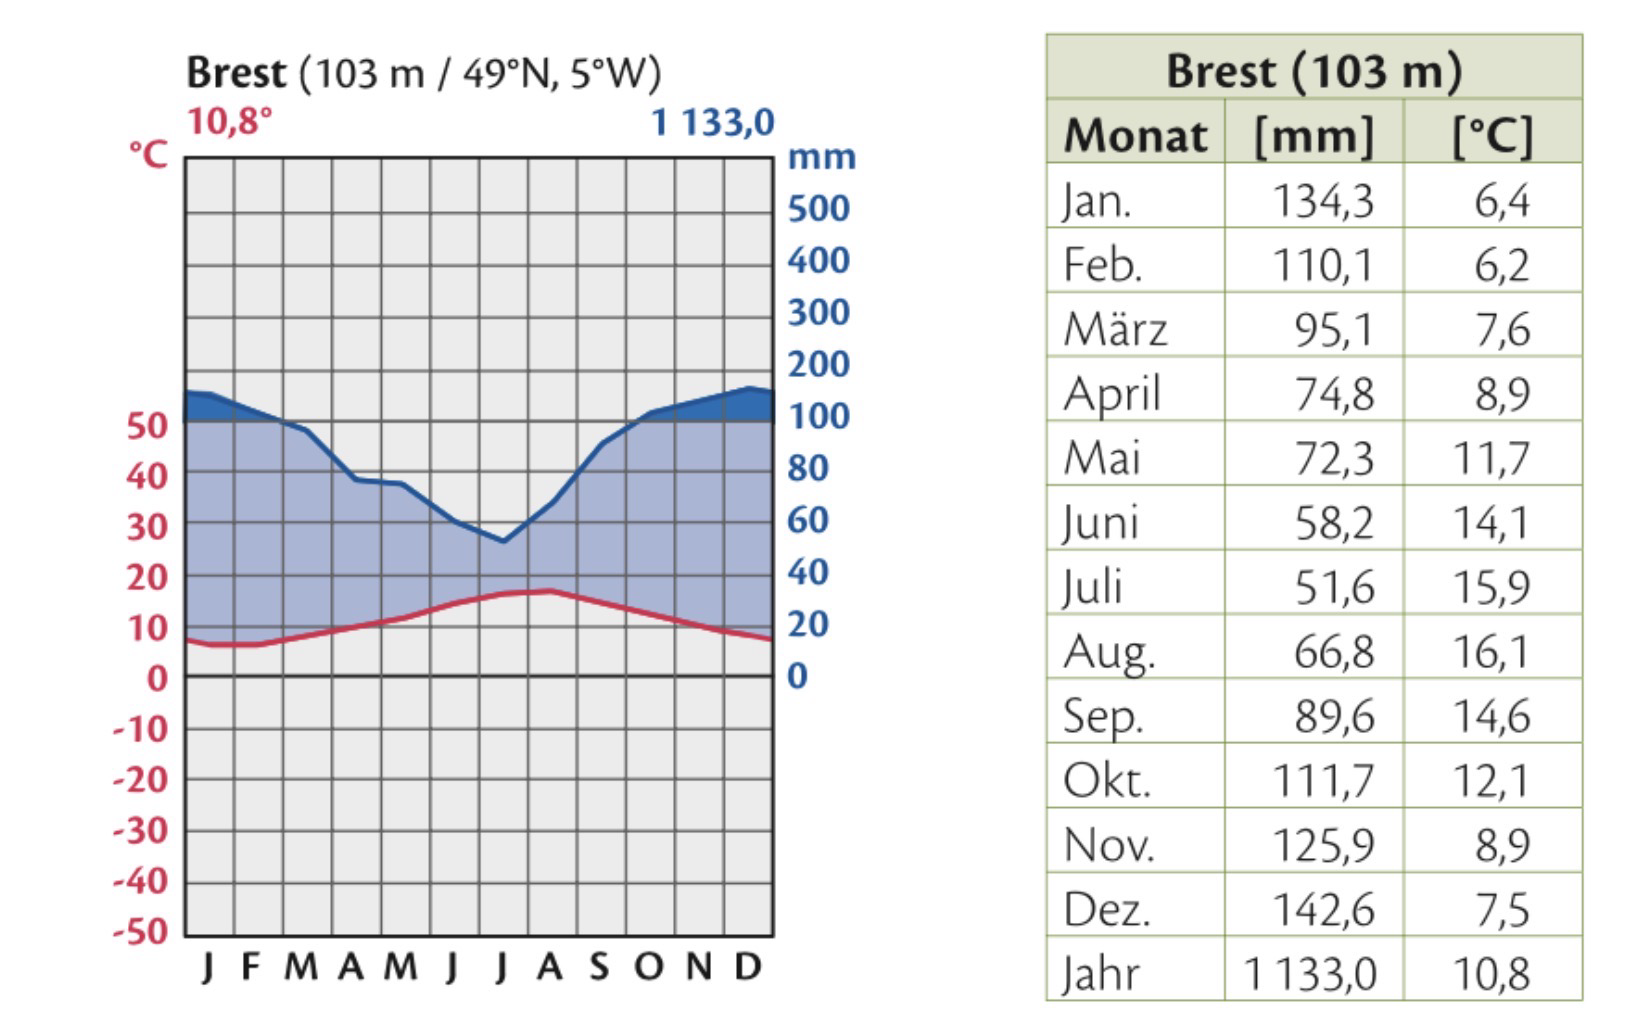 Brest (103 m / 49°N, 5°W)
10,8° 1 133,0
°C mm
500
400
300
200
50 100
40 80
30 60
20 40
10 20
0 0
-10
-20
-30
-40
-50
J F M A M J J A S O N D
Brest (103 m)
Monat [mm] [°C]
Jan. 134,3 6,4
Feb. 110,1 6,2
März 95,1 7,6
April 74,8 8,9
Mai 72,3 11,7
Juni 58,2 14,1
Juli 51,6 15,9
Aug. 66,8 16,1
Sep. 89,6 14,6
Okt. 111,7 12,1
Nov. 125,9 8,9
Dez. 142,6 7,5
Jahr 1 133,0 10,8